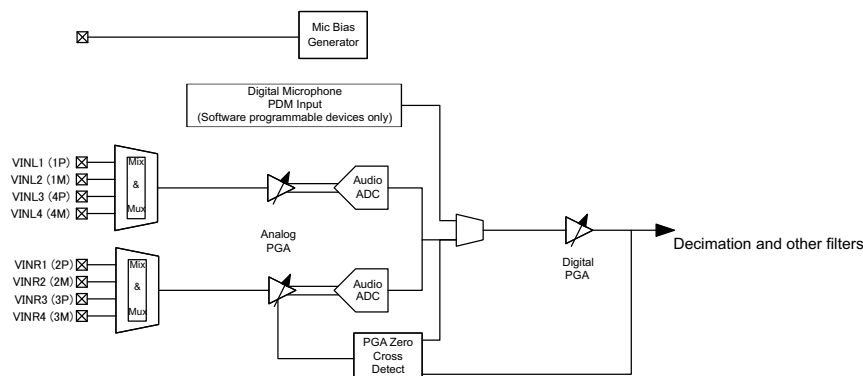 Mic Bias
Generator
Digital Microphone
PDM Input
(Software programmable devices only)
VINL1 (1P)
VINL2 (1M)
VINL3 (4P)
VINL4 (4M)
Mix
&
Mux
Audio
ADC
Analog
PGA
Digital
PGA
Decimation and other filters
VINR1 (2P)
VINR2 (2M)
VINR3 (3P)
VINR4 (3M)
Mix
&
Mux
Audio
ADC
PGA Zero
Cross
Detect